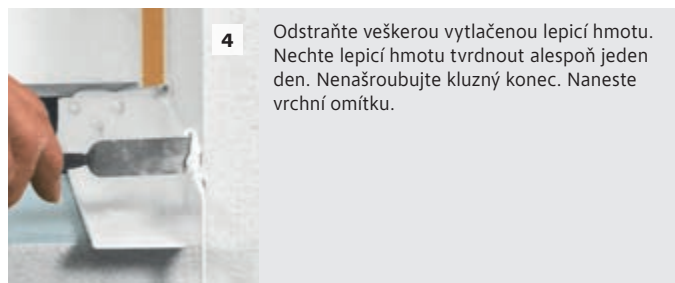 4
Odstraňte veškerou vytlačenou lepicí hmotu.
Nechte lepicí hmotu tvrdnout alespoň jeden
den. Nenašroubujte kluzný konec. Naneste
vrchní omítku.